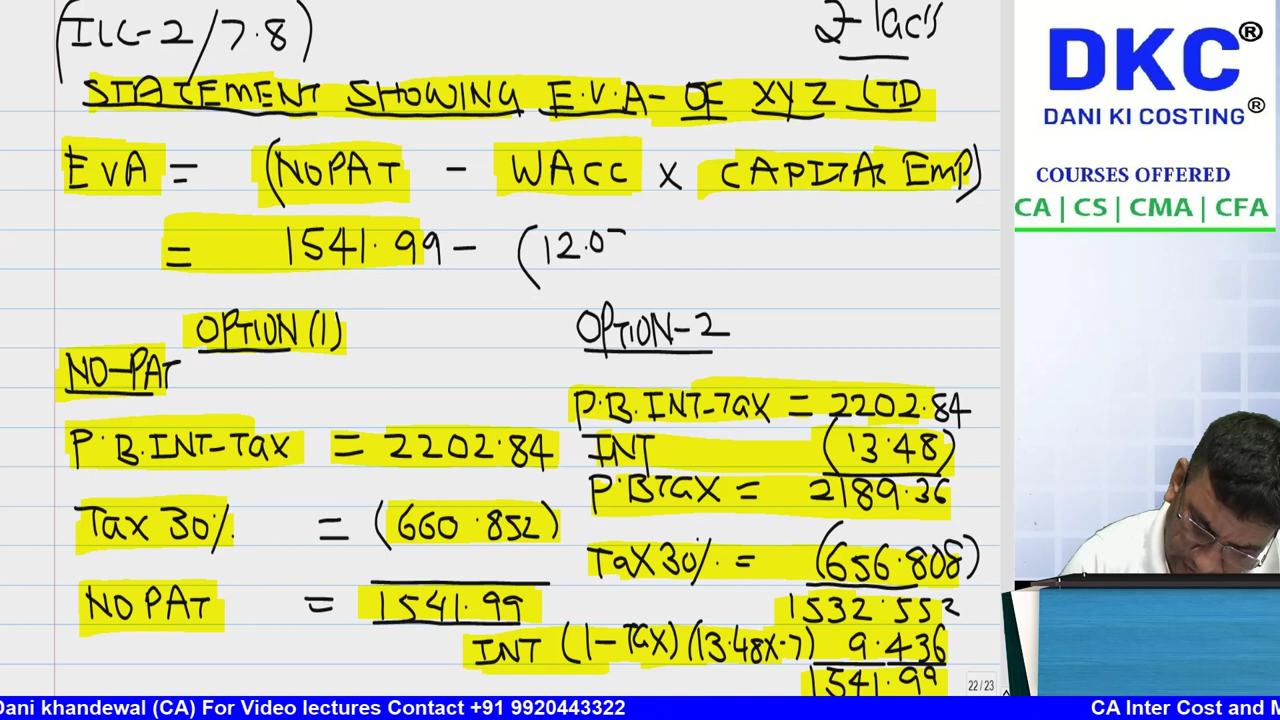 (ILC-2/7.8)
2 lacs
STATEMENT SHOWING E.V.A- OF XYZ LTD
EVA = (NOPAT - WACC x CAPITAL EMP)
= 1541.99 - (12.0
OPTION (1)
OPTION-2
NO-PAT
P.B.INT-TAX = 2202.84
P.B.INT-TAX = 2202.84
INT (13.48)
P.BTAX = 2189.36
Tax 30% = (660.852)
TaX 30% = (656.808)
NOPAT = 1541.99
1532.552
INT (1-TAX) (13.48x.7) 9.436
1541.99
22 / 23
DKC®
DANI KI COSTING®
COURSES OFFERED
CA | CS | CMA | CFA
Dani khandewal (CA) For Video lectures Contact +91 9920443322
CA Inter Cost and M